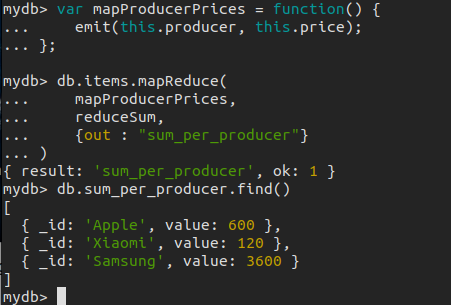 mydb> var mapProducerPrices = function() {
...     emit(this.producer, this.price);
... };

mydb> db.items.mapReduce(
...     mapProducerPrices,
...     reduceSum,
...     {out : "sum_per_producer"}
... )
{ result: 'sum_per_producer', ok: 1 }
mydb> db.sum_per_producer.find()
[
  { _id: 'Apple', value: 600 },
  { _id: 'Xiaomi', value: 120 },
  { _id: 'Samsung', value: 3600 }
]
mydb>